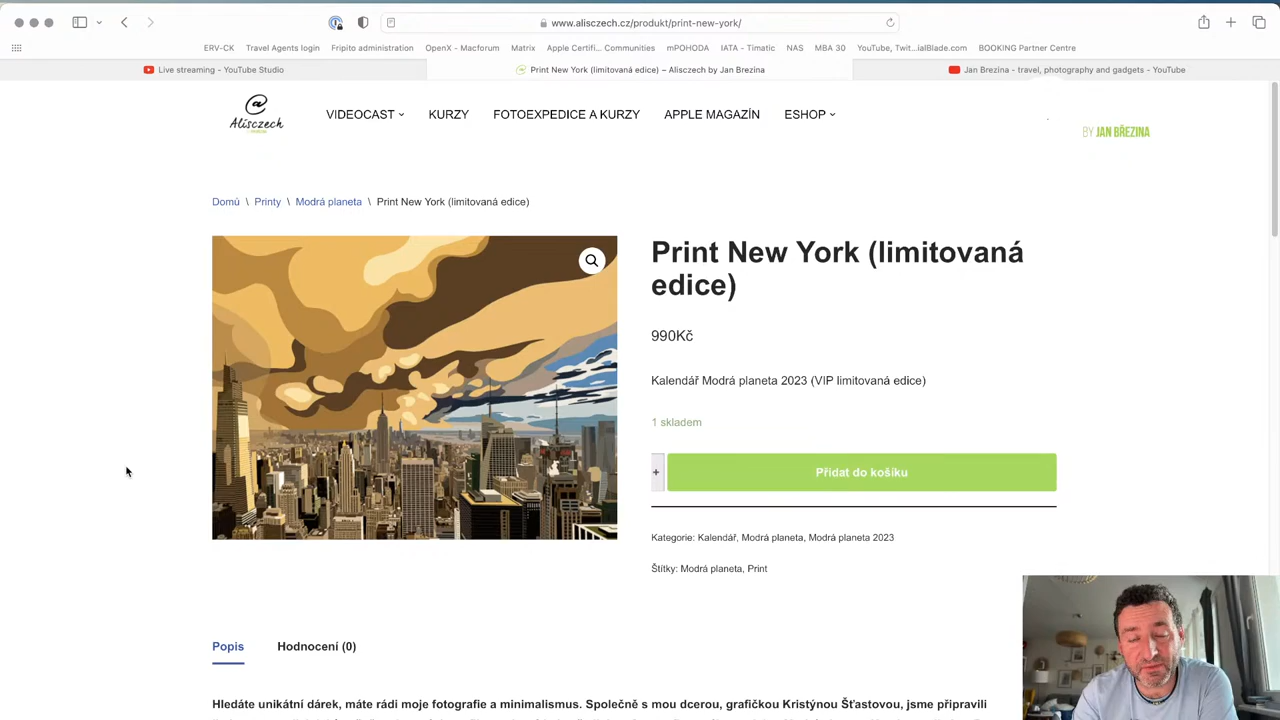 www.alisczech.cz/produkt/print-new-york/
ERV-CK Travel Agents login Fripito administration OpenX - Macforum Matrix Apple Certifi... Communities mPOHODA IATA - Timatic NAS MBA 30 YouTube, Twit...ialBlade.com BOOKING Partner Centre
Live streaming - YouTube Studio
Print New York (limitovaná edice) – Alisczech by Jan Brezina
Jan Brezina - travel, photography and gadgets - YouTube
@
Alisczech
VIDEOCAST KURZY FOTOEXPEDICE A KURZY APPLE MAGAZÍN ESHOP
BY JAN BŘEZINA
Domů \ Printy \ Modrá planeta \ Print New York (limitovaná edice)
Print New York (limitovaná
edice)
990Kč
Kalendář Modrá planeta 2023 (VIP limitovaná edice)
1 skladem
+ Přidat do košíku
Kategorie: Kalendář, Modrá planeta, Modrá planeta 2023
Štítky: Modrá planeta, Print
Popis Hodnocení (0)
Hledáte unikátní dárek, máte rádi moje fotografie a minimalismus. Společně s mou dcerou, grafičkou Kristýnou Šťastovou, jsme připravili